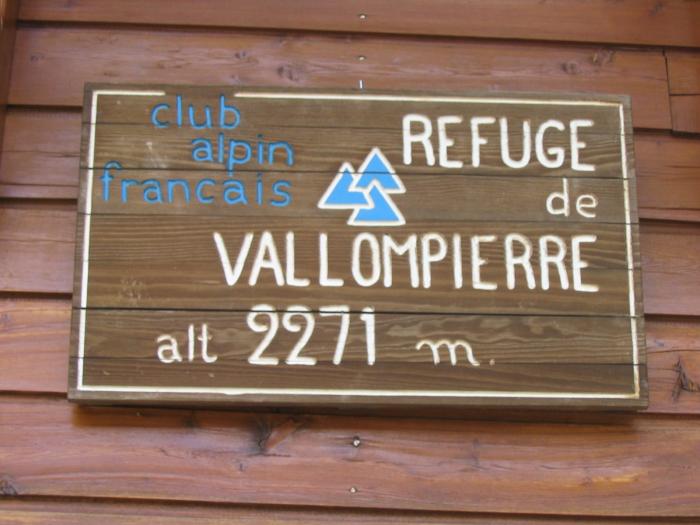 club
alpin
francais
REFUGE
de
VALLOMPIERRE
alt 2271 m.